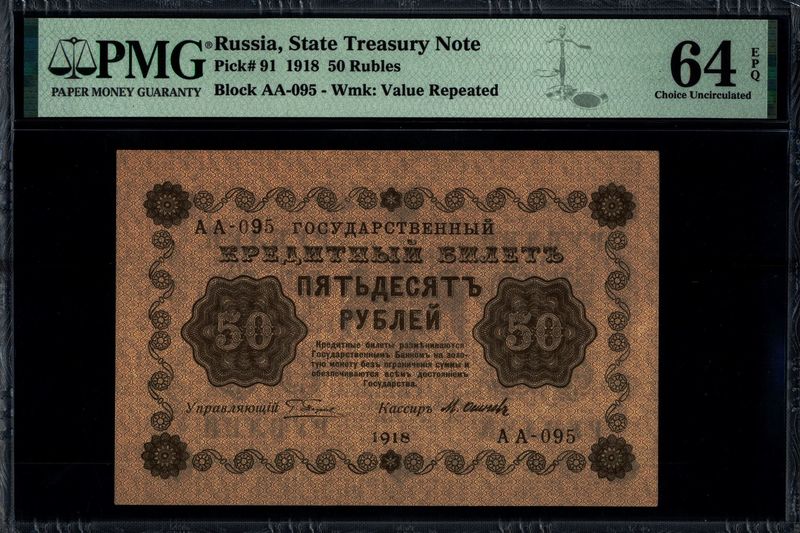 PMG®
PAPER MONEY GUARANTY
Russia, State Treasury Note
Pick# 91 1918 50 Rubles
Block AA-095 - Wmk: Value Repeated
64 EPQ
Choice Uncirculated
АА-095 ГОСУДАРСТВЕННЫЙ
КРЕДИТНЫЙ БИЛЕТЪ
ПЯТЬДЕСЯТЪ
РУБЛЕЙ
50 50
Кредитные билеты размѣниваются
Государственнымъ Банкомъ на золо-
тую монету безъ ограниченія суммы и
обезпечиваются всѣмъ достояніемъ
Государства.
Управляющій Кассиръ
1918 АА-095